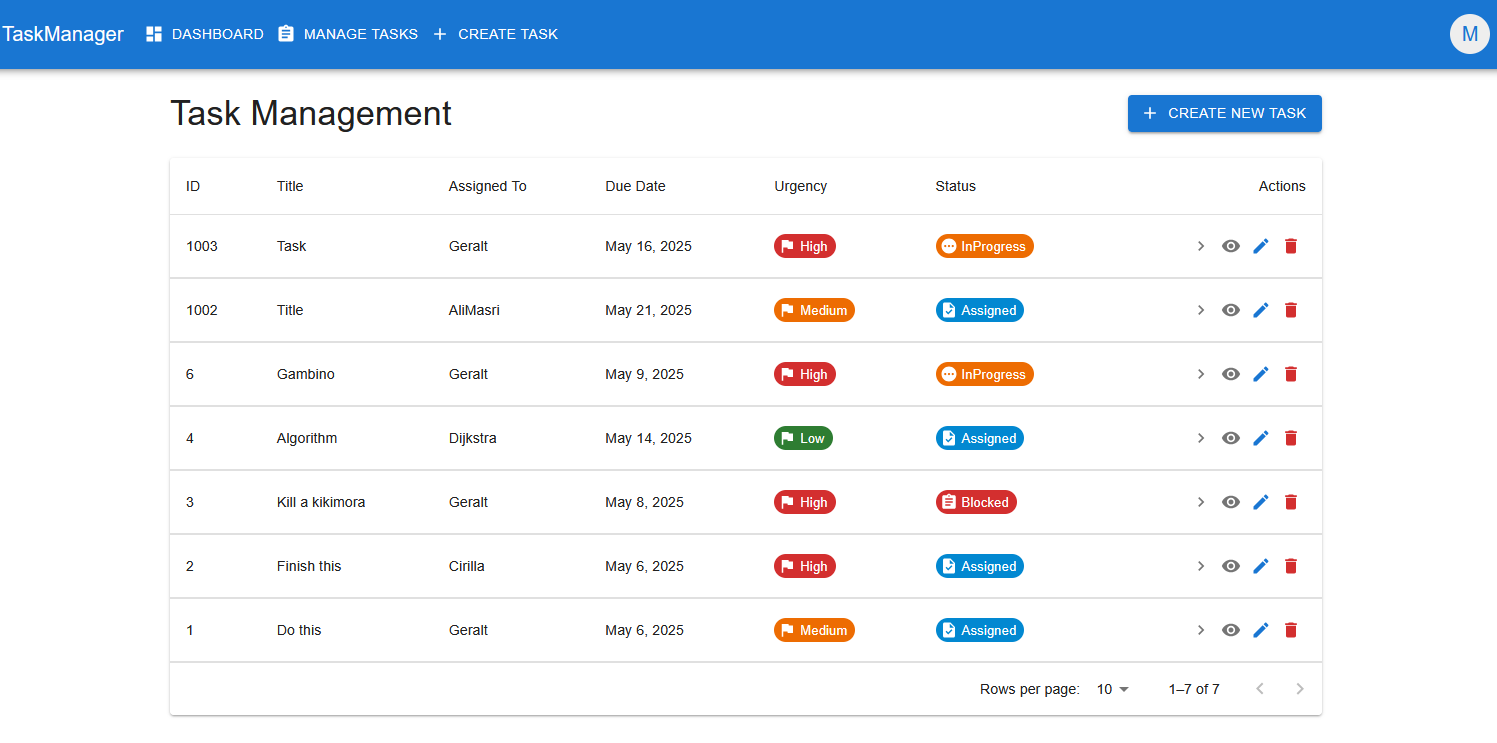 TaskManager DASHBOARD MANAGE TASKS CREATE TASK M
Task Management CREATE NEW TASK
ID Title Assigned To Due Date Urgency Status Actions
1003 Task Geralt May 16, 2025 High InProgress
1002 Title AliMasri May 21, 2025 Medium Assigned
6 Gambino Geralt May 9, 2025 High InProgress
4 Algorithm Dijkstra May 14, 2025 Low Assigned
3 Kill a kikimora Geralt May 8, 2025 High Blocked
2 Finish this Cirilla May 6, 2025 High Assigned
1 Do this Geralt May 6, 2025 Medium Assigned
Rows per page: 10 1–7 of 7